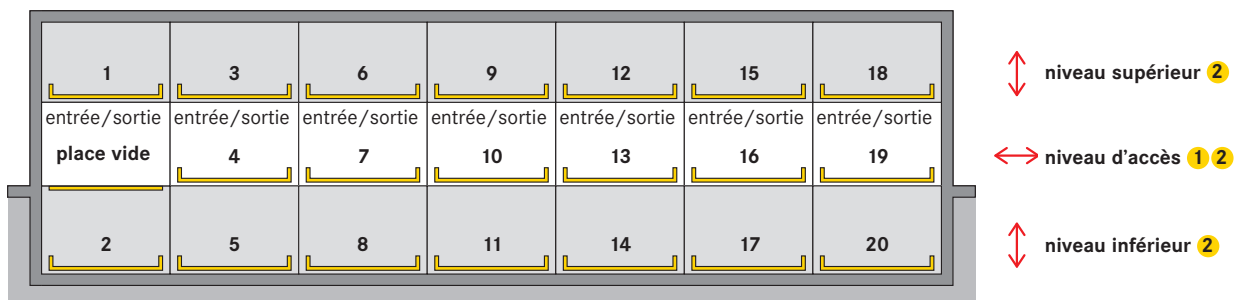 1 3 6 9 12 15 18 niveau supérieur 2
entrée/sortie entrée/sortie entrée/sortie entrée/sortie entrée/sortie entrée/sortie entrée/sortie
place vide 4 7 10 13 16 19 niveau d'accès 1 2
2 5 8 11 14 17 20 niveau inférieur 2